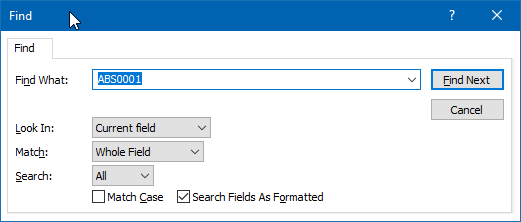 Find
?
Find
Find What:
ABS0001
Find Next
Cancel
Look In:
Current field
Match:
Whole Field
Search:
All
Match Case
Search Fields As Formatted